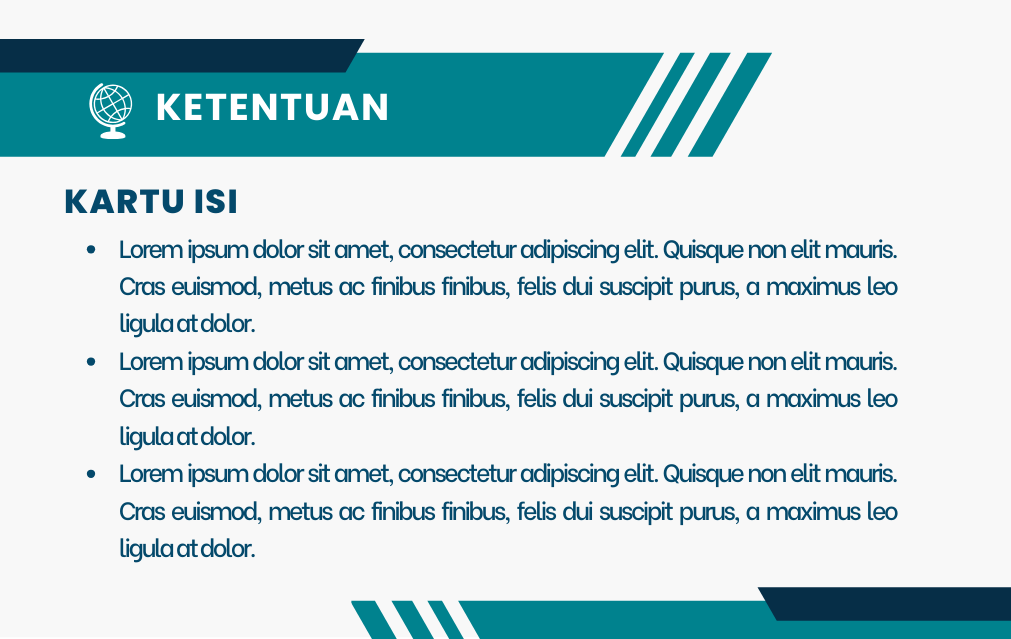 KETENTUAN
KARTU ISI
• Lorem ipsum dolor sit amet, consectetur adipiscing elit. Quisque non elit mauris.
Cras euismod, metus ac finibus finibus, felis dui suscipit purus, a maximus leo
ligula at dolor.
• Lorem ipsum dolor sit amet, consectetur adipiscing elit. Quisque non elit mauris.
Cras euismod, metus ac finibus finibus, felis dui suscipit purus, a maximus leo
ligula at dolor.
• Lorem ipsum dolor sit amet, consectetur adipiscing elit. Quisque non elit mauris.
Cras euismod, metus ac finibus finibus, felis dui suscipit purus, a maximus leo
ligula at dolor.